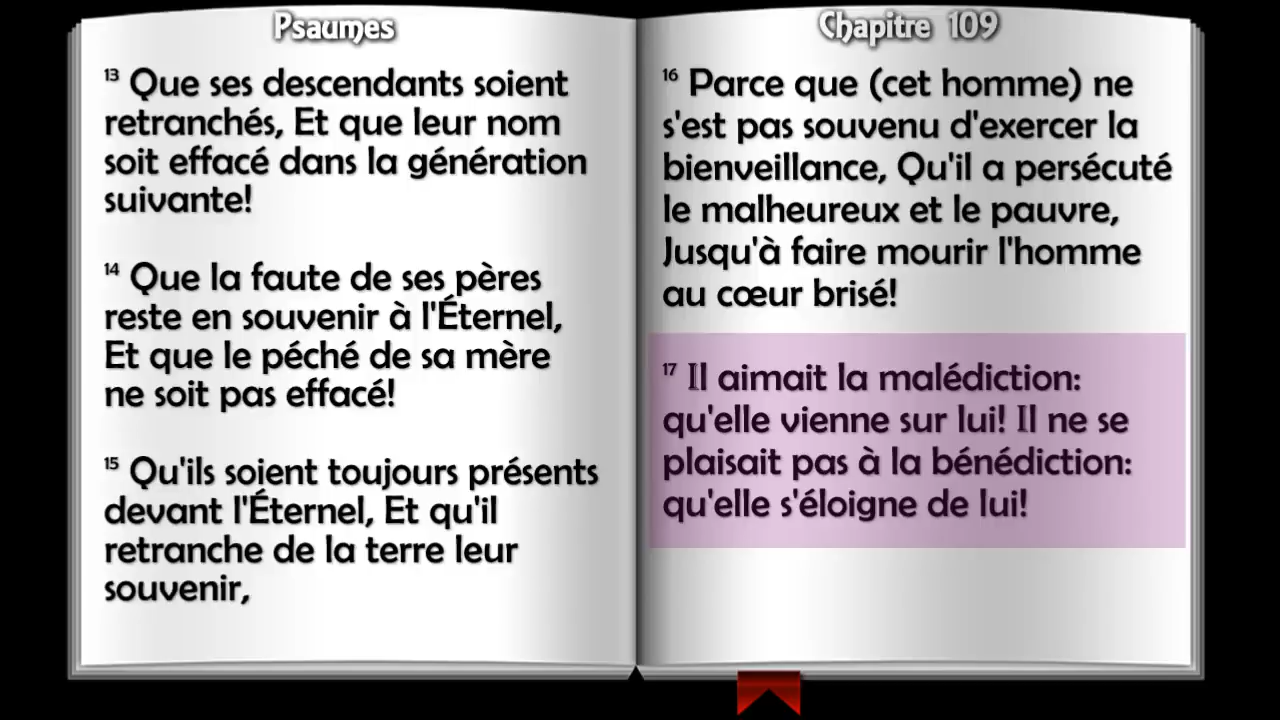 Psaumes
13 Que ses descendants soient
retranchés, Et que leur nom
soit effacé dans la génération
suivante!
14 Que la faute de ses pères
reste en souvenir à l'Éternel,
Et que le péché de sa mère
ne soit pas effacé!
15 Qu'ils soient toujours présents
devant l'Éternel, Et qu'il
retranche de la terre leur
souvenir,
Chapitre 109
16 Parce que (cet homme) ne
s'est pas souvenu d'exercer la
bienveillance, Qu'il a persécuté
le malheureux et le pauvre,
Jusqu'à faire mourir l'homme
au cœur brisé!
17 Il aimait la malédiction:
qu'elle vienne sur lui! Il ne se
plaisait pas à la bénédiction:
qu'elle s'éloigne de lui!